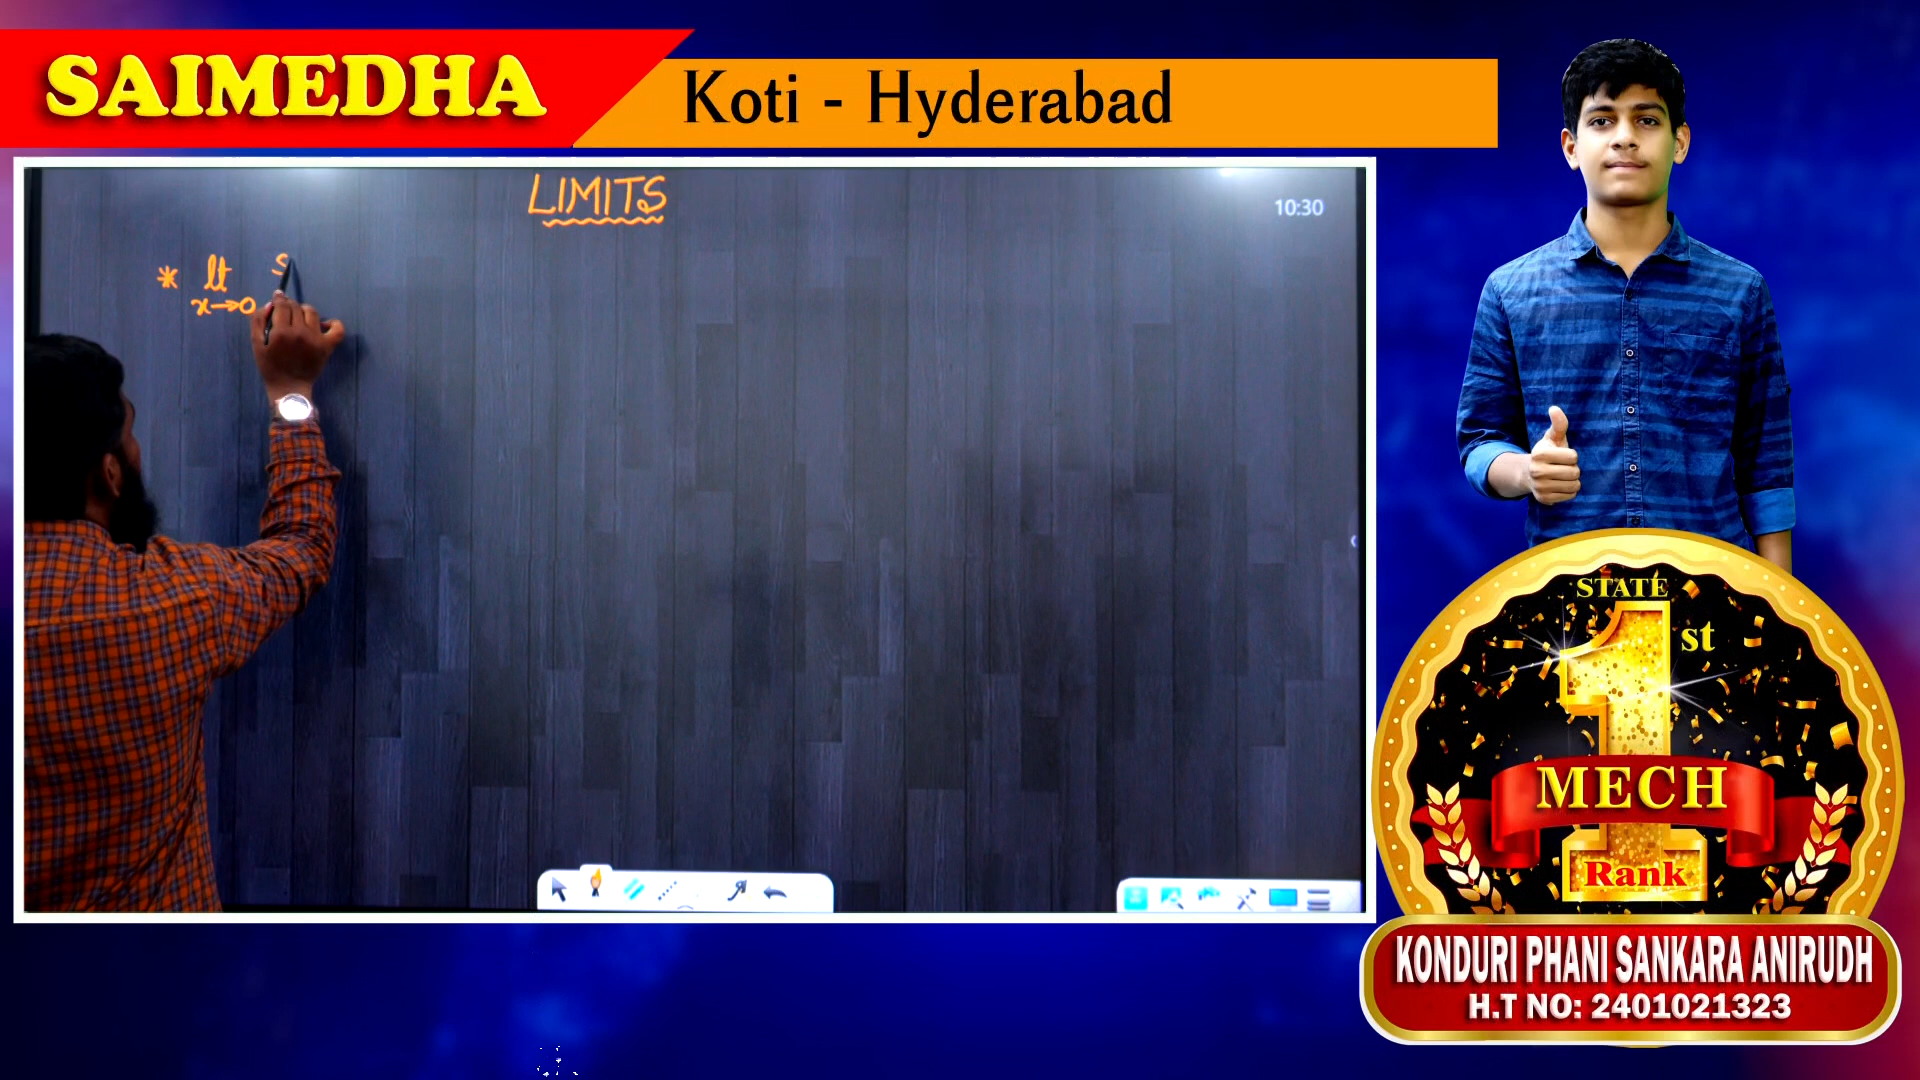 SAIMEDHA
Koti - Hyderabad
LIMITS
10:30
* lt S
x→0
STATE
1st
MECH
Rank
KONDURI PHANI SANKARA ANIRUDH
H.T NO: 2401021323